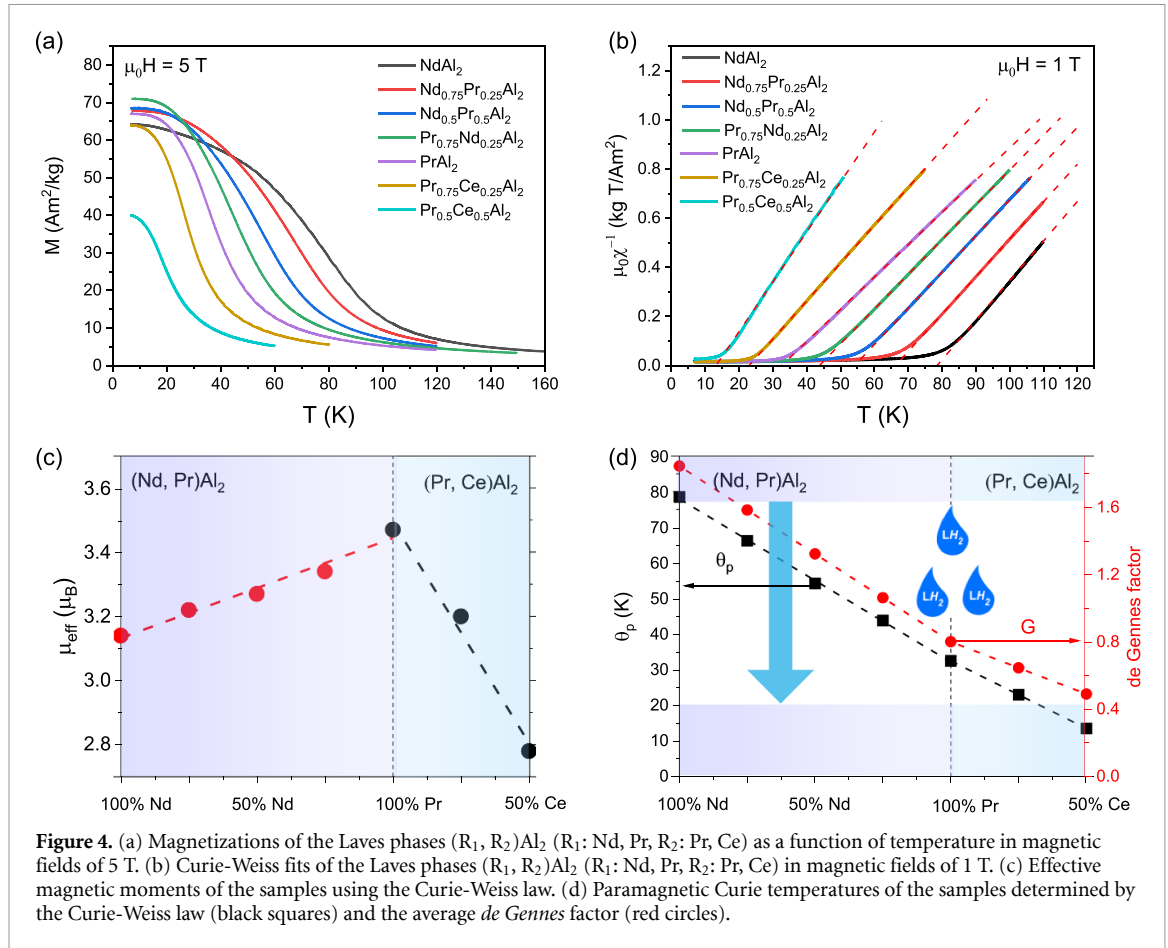 (a)
μ₀H = 5 T
NdAl₂
Nd₀.₇₅Pr₀.₂₅Al₂
Nd₀.₅Pr₀.₅Al₂
Pr₀.₇₅Nd₀.₂₅Al₂
PrAl₂
Pr₀.₇₅Ce₀.₂₅Al₂
Pr₀.₅Ce₀.₅Al₂
M (Am²/kg)
80
70
60
50
40
30
20
10
0
0 20 40 60 80 100 120 140 160
T (K)
(b)
μ₀H = 1 T
NdAl₂
Nd₀.₇₅Pr₀.₂₅Al₂
Nd₀.₅Pr₀.₅Al₂
Pr₀.₇₅Nd₀.₂₅Al₂
PrAl₂
Pr₀.₇₅Ce₀.₂₅Al₂
Pr₀.₅Ce₀.₅Al₂
μ₀χ⁻¹ (kg T/Am²)
1.2
1.0
0.8
0.6
0.4
0.2
0.0
0 10 20 30 40 50 60 70 80 90 100 110 120
T (K)
(c)
(Nd, Pr)Al₂
(Pr, Ce)Al₂
μeff (μB)
3.6
3.4
3.2
3.0
2.8
100% Nd 50% Nd 100% Pr 50% Ce
(d)
(Nd, Pr)Al₂
(Pr, Ce)Al₂
LH₂
LH₂
LH₂
θp
G
θp (K)
90
80
70
60
50
40
30
20
10
0
1.6
1.2
0.8
0.4
0.0
de Gennes factor
100% Nd 50% Nd 100% Pr 50% Ce
Figure 4. (a) Magnetizations of the Laves phases (R₁, R₂)Al₂ (R₁: Nd, Pr, R₂: Pr, Ce) as a function of temperature in magnetic
fields of 5 T. (b) Curie-Weiss fits of the Laves phases (R₁, R₂)Al₂ (R₁: Nd, Pr, R₂: Pr, Ce) in magnetic fields of 1 T. (c) Effective
magnetic moments of the samples using the Curie-Weiss law. (d) Paramagnetic Curie temperatures of the samples determined by
the Curie-Weiss law (black squares) and the average de Gennes factor (red circles).